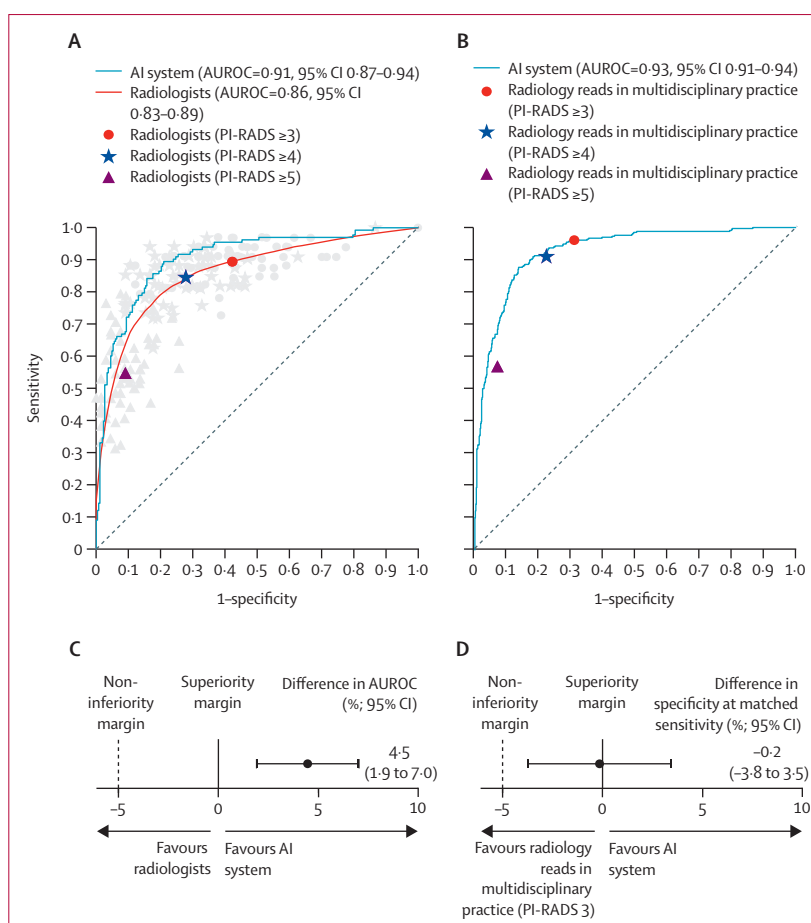 A
AI system (AUROC=0·91, 95% CI 0·87–0·94)
Radiologists (AUROC=0·86, 95% CI
0·83–0·89)
Radiologists (PI-RADS ≥3)
Radiologists (PI-RADS ≥4)
Radiologists (PI-RADS ≥5)
1·0
0·9
0·8
0·7
0·6
0·5
0·4
0·3
0·2
0·1
0
Sensitivity
0 0·1 0·2 0·3 0·4 0·5 0·6 0·7 0·8 0·9 1·0
1–specificity
B
AI system (AUROC=0·93, 95% CI 0·91–0·94)
Radiology reads in multidisciplinary practice
(PI-RADS ≥3)
Radiology reads in multidisciplinary practice
(PI-RADS ≥4)
Radiology reads in multidisciplinary practice
(PI-RADS ≥5)
0 0·1 0·2 0·3 0·4 0·5 0·6 0·7 0·8 0·9 1·0
1–specificity
C
Non-
inferiority
margin
Superiority
margin
Difference in AUROC
(%; 95% CI)
4·5
(1·9 to 7·0)
–5 0 5 10
Favours
radiologists
Favours AI
system
D
Non-
inferiority
margin
Superiority
margin
Difference in
specificity at matched
sensitivity (%; 95% CI)
–0·2
(–3·8 to 3·5)
–5 0 5 10
Favours radiology
reads in
multidisciplinary
practice (PI-RADS 3)
Favours AI
system